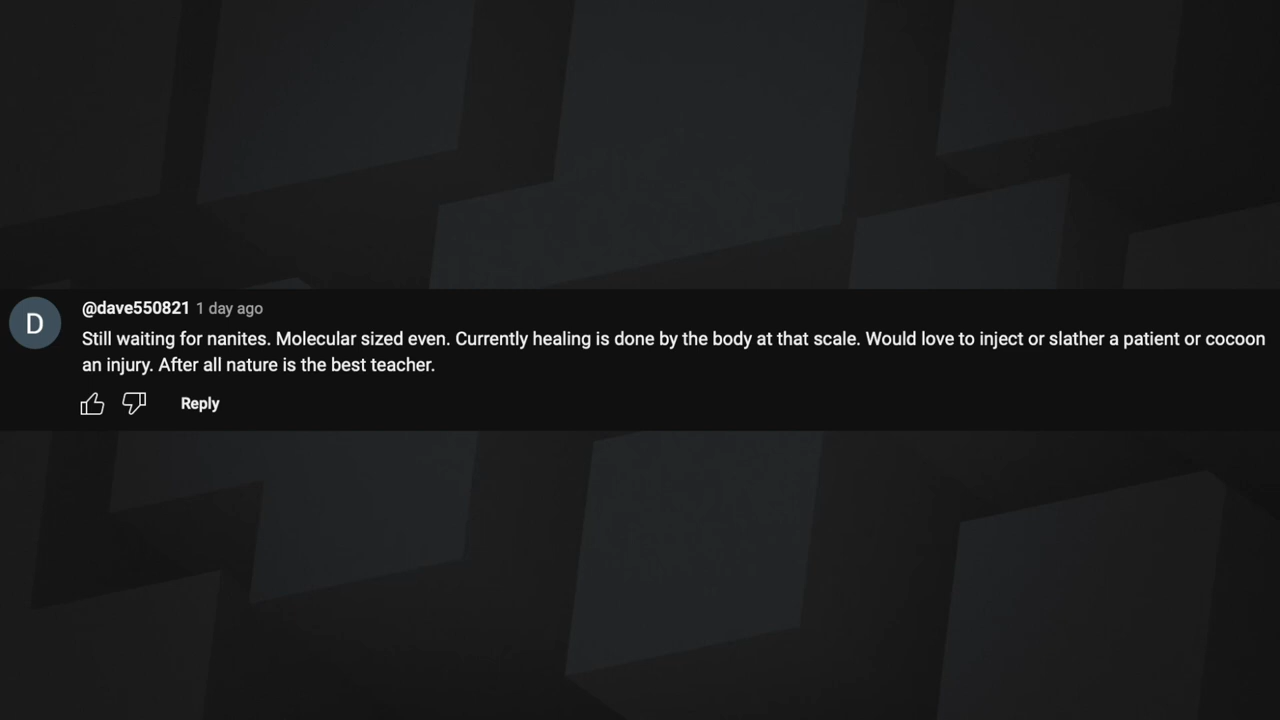 D
@dave550821 1 day ago
Still waiting for nanites. Molecular sized even. Currently healing is done by the body at that scale. Would love to inject or slather a patient or cocoon
an injury. After all nature is the best teacher.
Reply